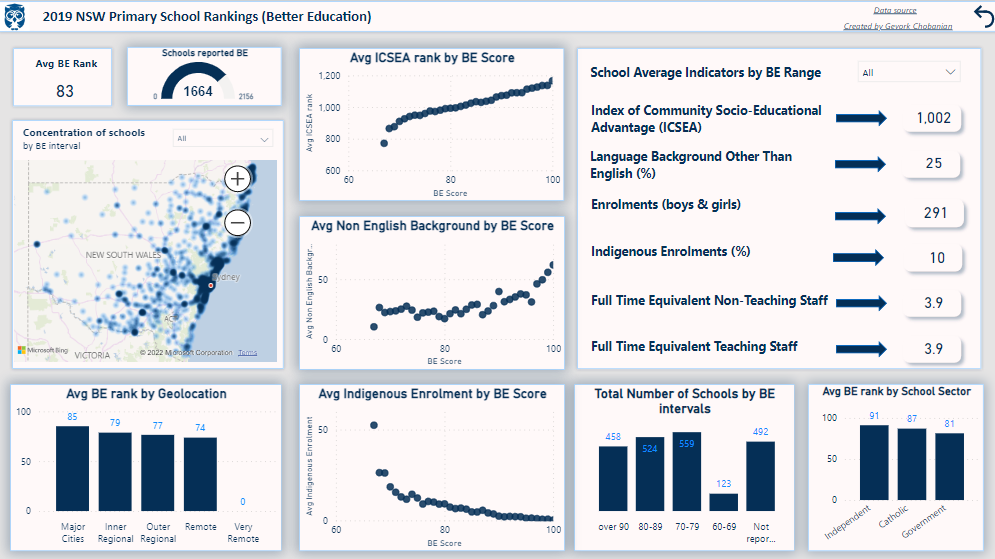 2019 NSW Primary School Rankings (Better Education)
Data source
Created by Gevork Chobanian
Avg BE Rank
83
Schools reported BE
1664
0
2156
Concentration of schools
by BE interval
All
NEW SOUTH WALES
Sydney
VICTORIA
Microsoft Bing
© 2022 Microsoft Corporation
Terms
Avg ICSEA rank by BE Score
Avg ICSEA rank
1,200
1,000
800
600
60
80
100
BE Score
Avg Non English Background by BE Score
Avg Non English Backgr...
50
0
60
80
100
BE Score
School Average Indicators by BE Range
All
Index of Community Socio-Educational
Advantage (ICSEA)
1,002
Language Background Other Than
English (%)
25
Enrolments (boys & girls)
291
Indigenous Enrolments (%)
10
Full Time Equivalent Non-Teaching Staff
3.9
Full Time Equivalent Teaching Staff
3.9
Avg BE rank by Geolocation
100
50
0
85
79
77
74
0
Major
Cities
Inner
Regional
Outer
Regional
Remote
Very
Remote
Avg Indigenous Enrolment by BE Score
Avg Indigenous Enrolment
50
0
60
80
100
BE Score
Total Number of Schools by BE
intervals
458
524
559
123
492
over 90
80-89
70-79
60-69
Not
repor...
Avg BE rank by School Sector
100
50
0
91
87
81
Independent
Catholic
Government